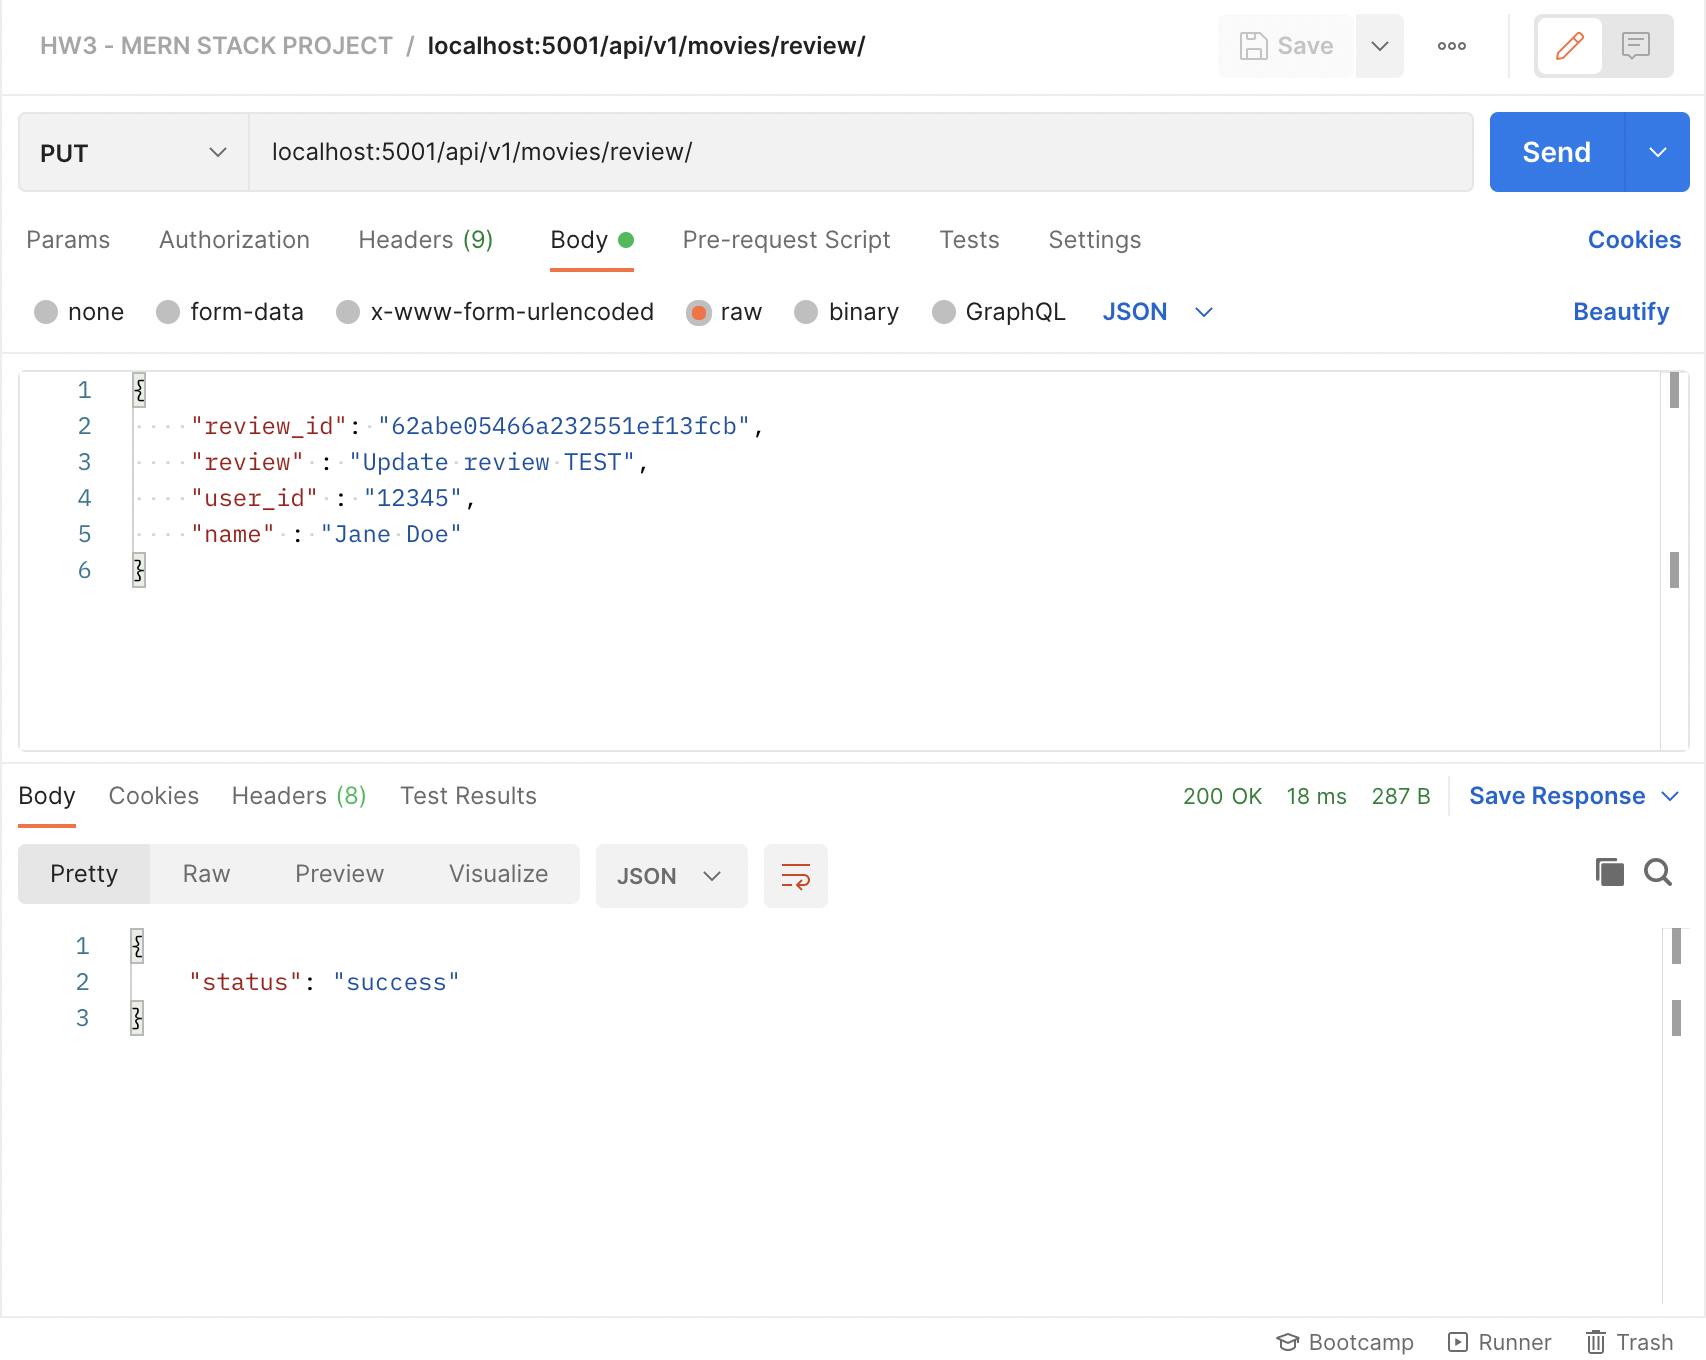 HW3 - MERN STACK PROJECT / localhost:5001/api/v1/movies/review/ Save
PUT localhost:5001/api/v1/movies/review/ Send
Params Authorization Headers (9) Body Pre-request Script Tests Settings Cookies
none form-data x-www-form-urlencoded raw binary GraphQL JSON Beautify
1 {
2 "review_id": "62abe05466a232551ef13fcb",
3 "review" : "Update review TEST",
4 "user_id" : "12345",
5 "name" : "Jane Doe"
6 }
Body Cookies Headers (8) Test Results 200 OK 18 ms 287 B Save Response
Pretty Raw Preview Visualize JSON
1 {
2 "status": "success"
3 }
Bootcamp Runner Trash